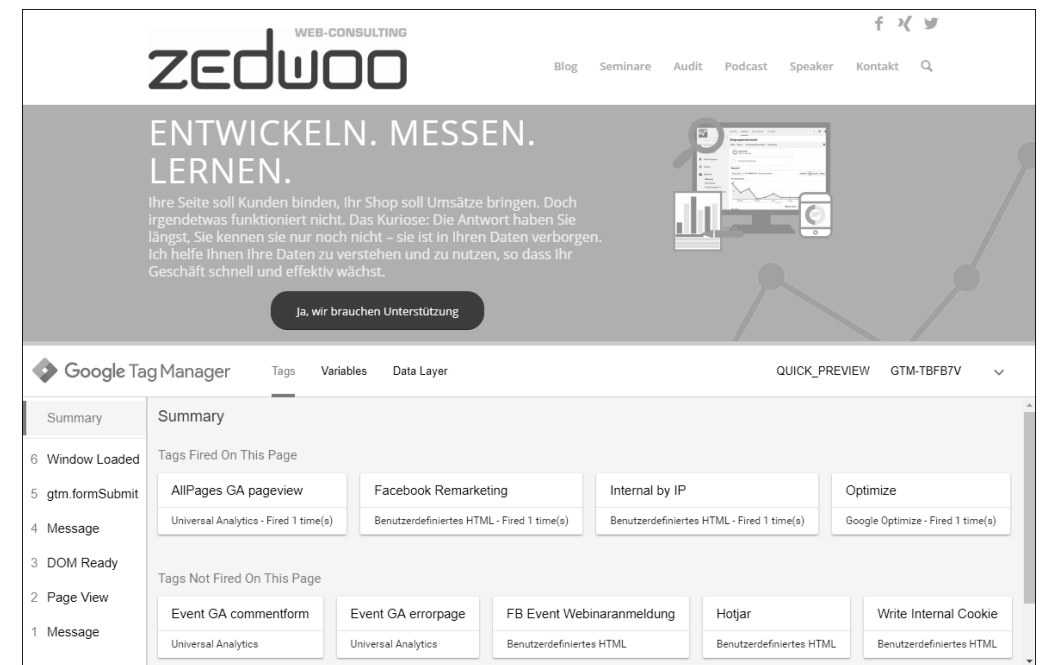 WEB-CONSULTING
zedwoo
Blog Seminare Audit Podcast Speaker Kontakt
ENTWICKELN. MESSEN.
LERNEN.
Ihre Seite soll Kunden binden, Ihr Shop soll Umsätze bringen. Doch
irgendetwas funktioniert nicht. Das Kuriose: Die Antwort haben Sie
längst, Sie kennen sie nur noch nicht – sie ist in Ihren Daten verborgen.
Ich helfe Ihnen Ihre Daten zu verstehen und zu nutzen, so dass Ihr
Geschäft schnell und effektiv wächst.
Ja, wir brauchen Unterstützung
Google Tag Manager Tags Variables Data Layer QUICK_PREVIEW GTM-TBFB7V
Summary
6 Window Loaded
5 gtm.formSubmit
4 Message
3 DOM Ready
2 Page View
1 Message
Summary
Tags Fired On This Page
AllPages GA pageview
Universal Analytics - Fired 1 time(s)
Facebook Remarketing
Benutzerdefiniertes HTML - Fired 1 time(s)
Internal by IP
Benutzerdefiniertes HTML - Fired 1 time(s)
Optimize
Google Optimize - Fired 1 time(s)
Tags Not Fired On This Page
Event GA commentform
Universal Analytics
Event GA errorpage
Universal Analytics
FB Event Webinaranmeldung
Benutzerdefiniertes HTML
Hotjar
Benutzerdefiniertes HTML
Write Internal Cookie
Benutzerdefiniertes HTML